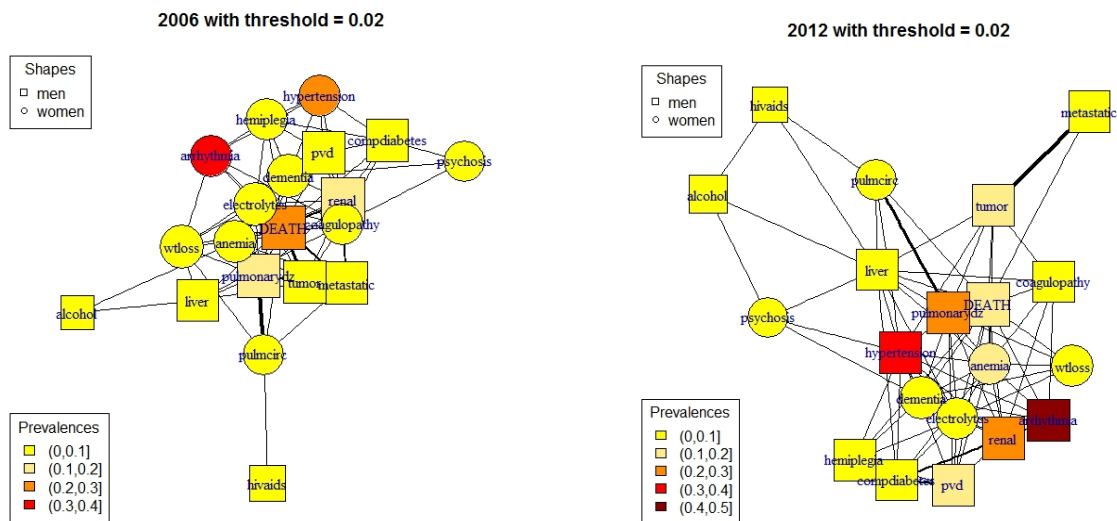 2006 with threshold = 0.02
Shapes
men
women
hypertension
hemiplegia
compdiabetes
arrhythmia
pvd
psychosis
dementia
renal
electrolytes
coagulopathy
DEATH
anemia
wtloss
pulmonarydz
tumor
metastatic
liver
alcohol
pulmcirc
hivaids
Prevalences
(0,0.1]
(0.1,0.2]
(0.2,0.3]
(0.3,0.4]
2012 with threshold = 0.02
Shapes
men
women
hivaids
metastatic
pulmcirc
alcohol
tumor
liver
coagulopathy
DEATH
psychosis
pulmonarydz
hypertension
anemia
wtloss
dementia
electrolytes
arrhythmia
renal
hemiplegia
compdiabetes
pvd
Prevalences
(0,0.1]
(0.1,0.2]
(0.2,0.3]
(0.3,0.4]
(0.4,0.5]